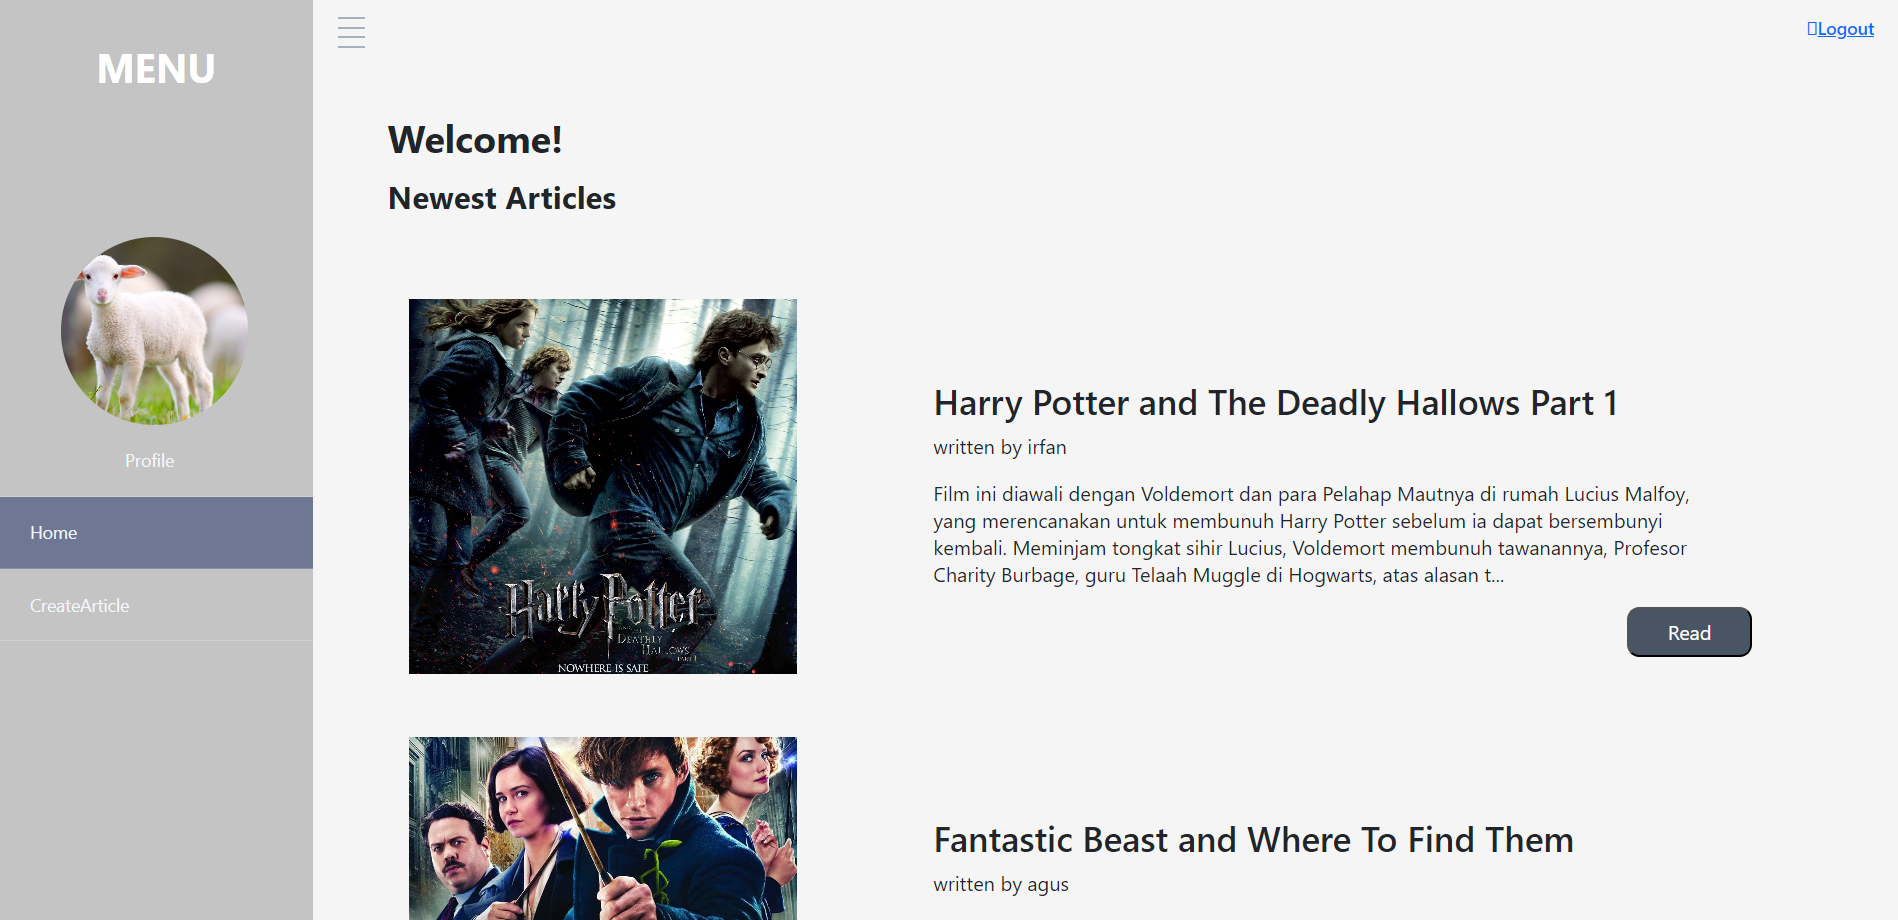 MENU
Profile
Home
CreateArticle
Logout
Welcome!
Newest Articles
Harry Potter
AND THE
DEATHLY
HALLOWS
PART 1
NOWHERE IS SAFE
Harry Potter and The Deadly Hallows Part 1
written by irfan
Film ini diawali dengan Voldemort dan para Pelahap Mautnya di rumah Lucius Malfoy,
yang merencanakan untuk membunuh Harry Potter sebelum ia dapat bersembunyi
kembali. Meminjam tongkat sihir Lucius, Voldemort membunuh tawanannya, Profesor
Charity Burbage, guru Telaah Muggle di Hogwarts, atas alasan t...
Read
Fantastic Beast and Where To Find Them
written by agus